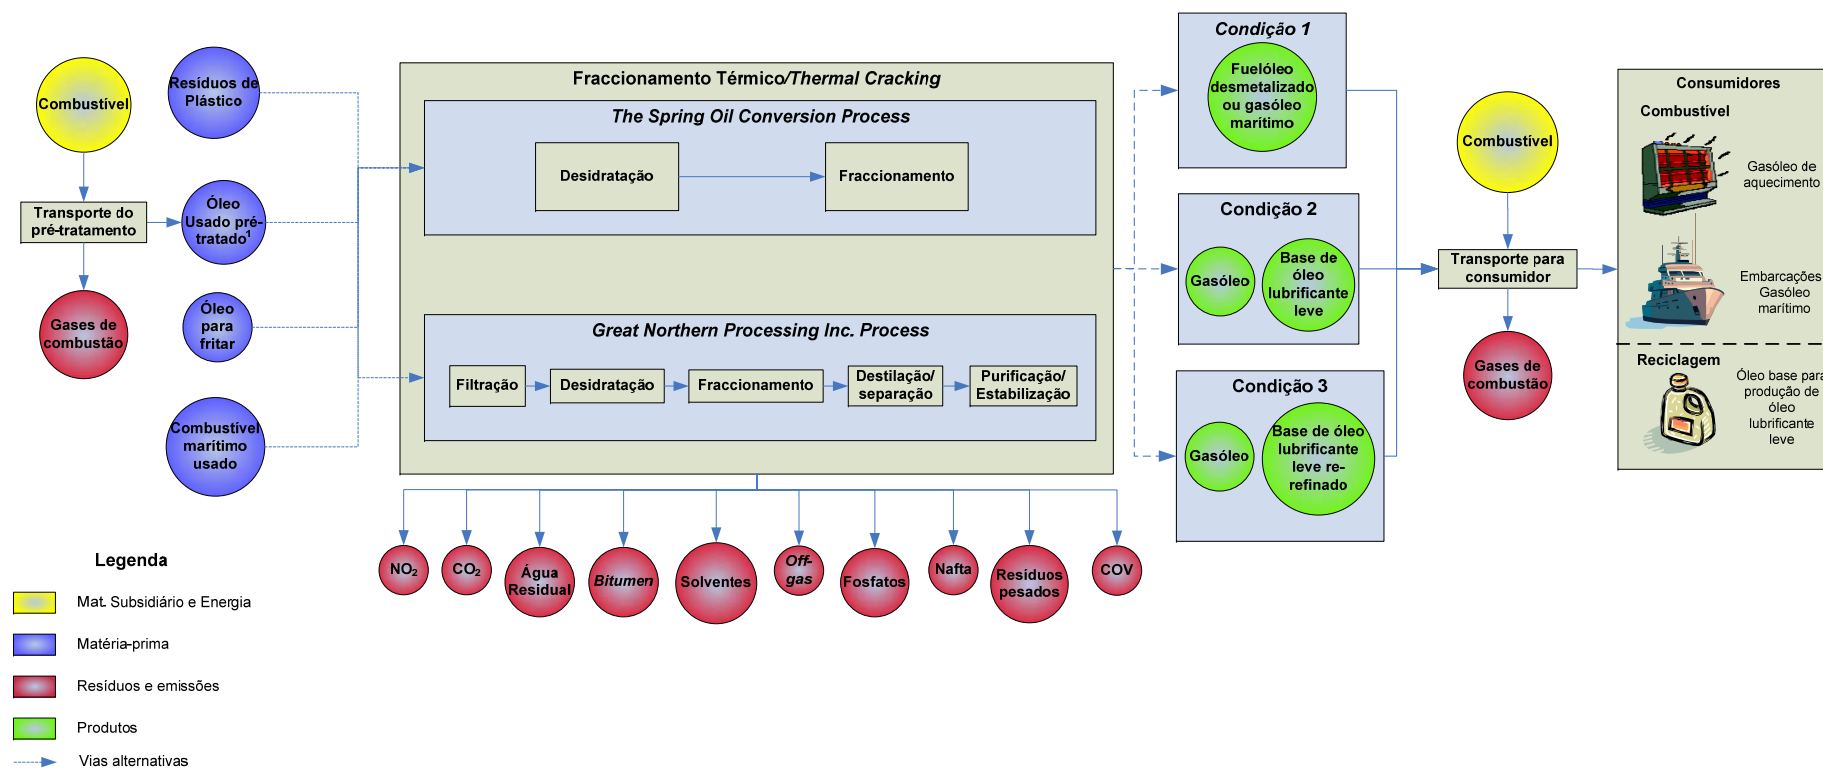 Combustível
Transporte do
pré-tratamento
Gases de
combustão
Resíduos de
Plástico
Óleo
Usado pré-
tratado¹
Óleo
para
fritar
Combustível
marítimo
usado
Fraccionamento Térmico/Thermal Cracking
The Spring Oil Conversion Process
Desidratação
Fraccionamento
Great Northern Processing Inc. Process
Filtração
Desidratação
Fraccionamento
Destilação/
separação
Purificação/
Estabilização
NO₂
CO₂
Água
Residual
Bitumen
Solventes
Off-
gas
Fosfatos
Nafta
Resíduos
pesados
COV
Condição 1
Fuelóleo
desmetalizado
ou gasóleo
marítimo
Condição 2
Gasóleo
Base de
óleo
lubrificante
leve
Condição 3
Gasóleo
Base de óleo
lubrificante
leve re-
refinado
Combustível
Transporte para
consumidor
Gases de
combustão
Consumidores
Combustível
Gasóleo de
aquecimento
Embarcações
Gasóleo
marítimo
Reciclagem
Óleo base para
produção de
óleo
lubrificante
leve
Legenda
Mat. Subsidiário e Energia
Matéria-prima
Resíduos e emissões
Produtos
Vias alternativas